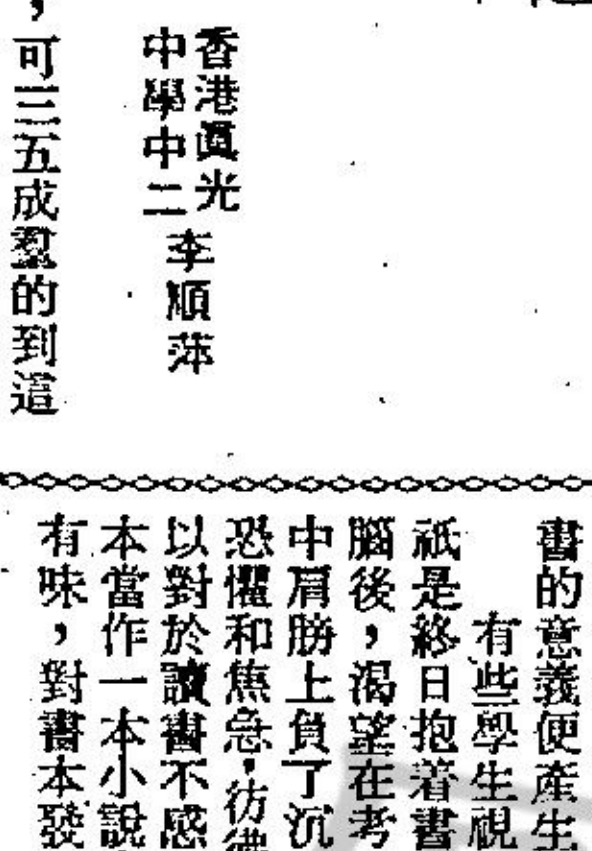 香港眞光
中學中二
李順萍
，可三五成羣的到這
書的意義便產生
有些學生視
祇是終日抱着書
腦後，渴望在考
中肩膀上負了沉
恐懼和焦急，彷彿
以對於讀書不感
本當作一本小說
有味，對書本發